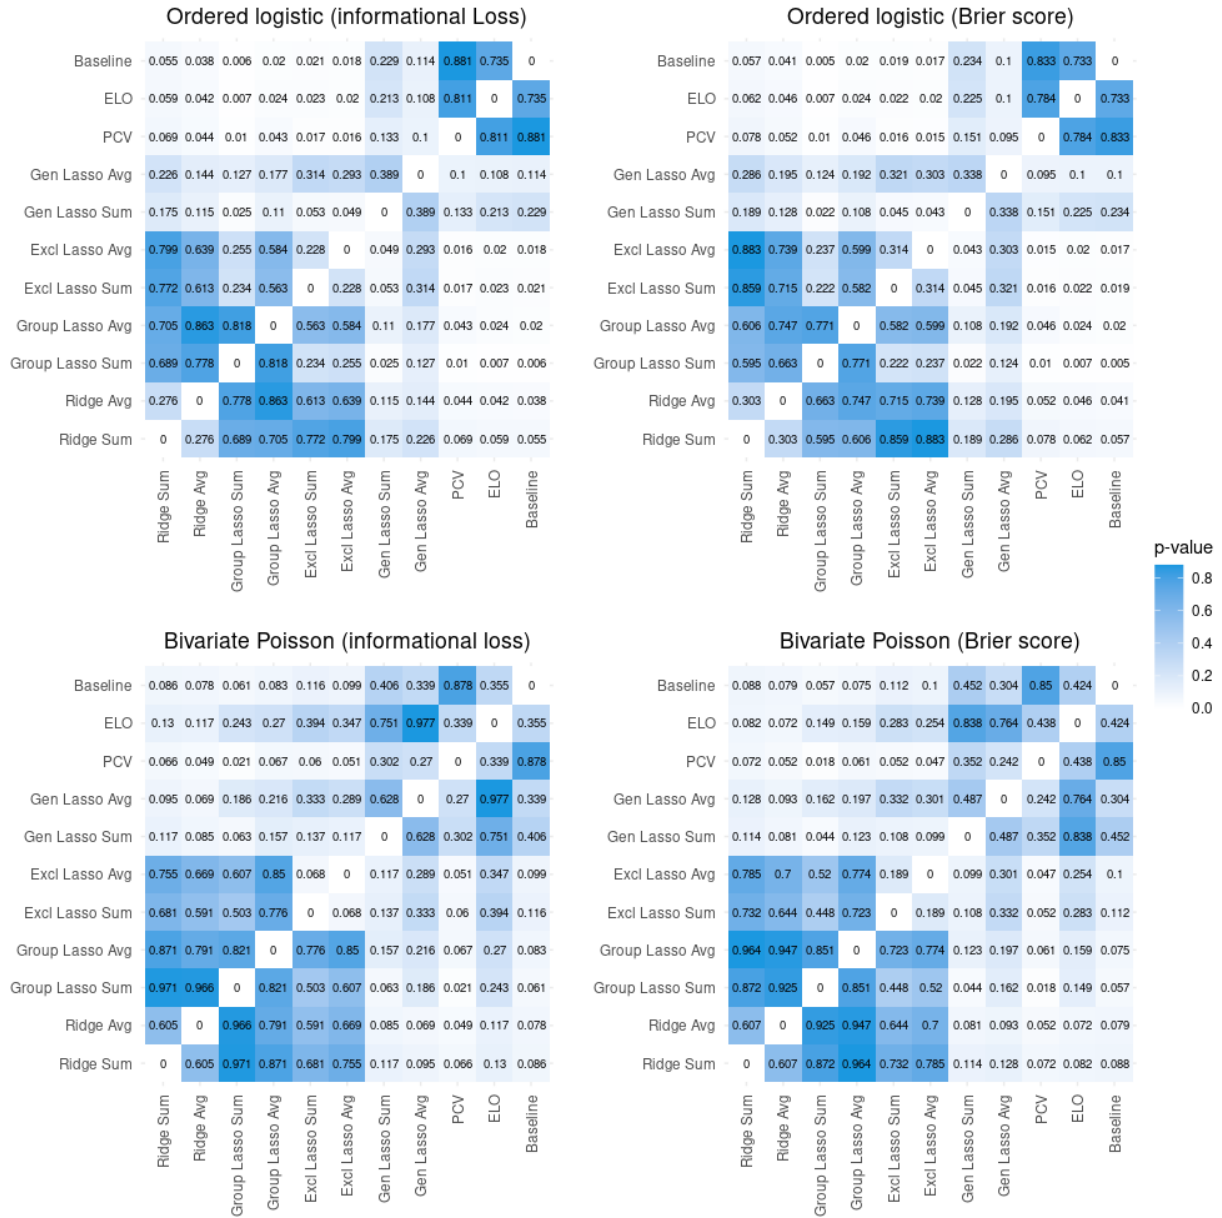 Ordered logistic (informational Loss)
Baseline 0.055 0.038 0.006 0.02 0.021 0.018 0.229 0.114 0.881 0.735 0
ELO 0.059 0.042 0.007 0.024 0.023 0.02 0.213 0.108 0.811 0 0.735
PCV 0.069 0.044 0.01 0.043 0.017 0.016 0.133 0.1 0 0.811 0.881
Gen Lasso Avg 0.226 0.144 0.127 0.177 0.314 0.293 0.389 0 0.1 0.108 0.114
Gen Lasso Sum 0.175 0.115 0.025 0.11 0.053 0.049 0 0.389 0.133 0.213 0.229
Excl Lasso Avg 0.799 0.639 0.255 0.584 0.228 0 0.049 0.293 0.016 0.02 0.018
Excl Lasso Sum 0.772 0.613 0.234 0.563 0 0.228 0.053 0.314 0.017 0.023 0.021
Group Lasso Avg 0.705 0.863 0.818 0 0.563 0.584 0.11 0.177 0.043 0.024 0.02
Group Lasso Sum 0.689 0.778 0 0.818 0.234 0.255 0.025 0.127 0.01 0.007 0.006
Ridge Avg 0.276 0 0.778 0.863 0.613 0.639 0.115 0.144 0.044 0.042 0.038
Ridge Sum 0 0.276 0.689 0.705 0.772 0.799 0.175 0.226 0.069 0.059 0.055
Ridge Sum
Ridge Avg
Group Lasso Sum
Group Lasso Avg
Excl Lasso Sum
Excl Lasso Avg
Gen Lasso Sum
Gen Lasso Avg
PCV
ELO
Baseline
Ordered logistic (Brier score)
Baseline 0.057 0.041 0.005 0.02 0.019 0.017 0.234 0.1 0.833 0.733 0
ELO 0.062 0.046 0.007 0.024 0.022 0.02 0.225 0.1 0.784 0 0.733
PCV 0.078 0.052 0.01 0.046 0.016 0.015 0.151 0.095 0 0.784 0.833
Gen Lasso Avg 0.286 0.195 0.124 0.192 0.321 0.303 0.338 0 0.095 0.1 0.1
Gen Lasso Sum 0.189 0.128 0.022 0.108 0.045 0.043 0 0.338 0.151 0.225 0.234
Excl Lasso Avg 0.883 0.739 0.237 0.599 0.314 0 0.043 0.303 0.015 0.02 0.017
Excl Lasso Sum 0.859 0.715 0.222 0.582 0 0.314 0.045 0.321 0.016 0.022 0.019
Group Lasso Avg 0.606 0.747 0.771 0 0.582 0.599 0.108 0.192 0.046 0.024 0.02
Group Lasso Sum 0.595 0.663 0 0.771 0.222 0.237 0.022 0.124 0.01 0.007 0.005
Ridge Avg 0.303 0 0.663 0.747 0.715 0.739 0.128 0.195 0.052 0.046 0.041
Ridge Sum 0 0.303 0.595 0.606 0.859 0.883 0.189 0.286 0.078 0.062 0.057
Ridge Sum
Ridge Avg
Group Lasso Sum
Group Lasso Avg
Excl Lasso Sum
Excl Lasso Avg
Gen Lasso Sum
Gen Lasso Avg
PCV
ELO
Baseline
p-value
0.8
0.6
0.4
0.2
0.0
Bivariate Poisson (informational loss)
Baseline 0.086 0.078 0.061 0.083 0.116 0.099 0.406 0.339 0.878 0.355 0
ELO 0.13 0.117 0.243 0.27 0.394 0.347 0.751 0.977 0.339 0 0.355
PCV 0.066 0.049 0.021 0.067 0.06 0.051 0.302 0.27 0 0.339 0.878
Gen Lasso Avg 0.095 0.069 0.186 0.216 0.333 0.289 0.628 0 0.27 0.977 0.339
Gen Lasso Sum 0.117 0.085 0.063 0.157 0.137 0.117 0 0.628 0.302 0.751 0.406
Excl Lasso Avg 0.755 0.669 0.607 0.85 0.068 0 0.117 0.289 0.051 0.347 0.099
Excl Lasso Sum 0.681 0.591 0.503 0.776 0 0.068 0.137 0.333 0.06 0.394 0.116
Group Lasso Avg 0.871 0.791 0.821 0 0.776 0.85 0.157 0.216 0.067 0.27 0.083
Group Lasso Sum 0.971 0.966 0 0.821 0.503 0.607 0.063 0.186 0.021 0.243 0.061
Ridge Avg 0.605 0 0.966 0.791 0.591 0.669 0.085 0.069 0.049 0.117 0.078
Ridge Sum 0 0.605 0.971 0.871 0.681 0.755 0.117 0.095 0.066 0.13 0.086
Ridge Sum
Ridge Avg
Group Lasso Sum
Group Lasso Avg
Excl Lasso Sum
Excl Lasso Avg
Gen Lasso Sum
Gen Lasso Avg
PCV
ELO
Baseline
Bivariate Poisson (Brier score)
Baseline 0.088 0.079 0.057 0.075 0.112 0.1 0.452 0.304 0.85 0.424 0
ELO 0.082 0.072 0.149 0.159 0.283 0.254 0.838 0.764 0.438 0 0.424
PCV 0.072 0.052 0.018 0.061 0.052 0.047 0.352 0.242 0 0.438 0.85
Gen Lasso Avg 0.128 0.093 0.162 0.197 0.332 0.301 0.487 0 0.242 0.764 0.304
Gen Lasso Sum 0.114 0.081 0.044 0.123 0.108 0.099 0 0.487 0.352 0.838 0.452
Excl Lasso Avg 0.785 0.7 0.52 0.774 0.189 0 0.099 0.301 0.047 0.254 0.1
Excl Lasso Sum 0.732 0.644 0.448 0.723 0 0.189 0.108 0.332 0.052 0.283 0.112
Group Lasso Avg 0.964 0.947 0.851 0 0.723 0.774 0.123 0.197 0.061 0.159 0.075
Group Lasso Sum 0.872 0.925 0 0.851 0.448 0.52 0.044 0.162 0.018 0.149 0.057
Ridge Avg 0.607 0 0.925 0.947 0.644 0.7 0.081 0.093 0.052 0.072 0.079
Ridge Sum 0 0.607 0.872 0.964 0.732 0.785 0.114 0.128 0.072 0.082 0.088
Ridge Sum
Ridge Avg
Group Lasso Sum
Group Lasso Avg
Excl Lasso Sum
Excl Lasso Avg
Gen Lasso Sum
Gen Lasso Avg
PCV
ELO
Baseline